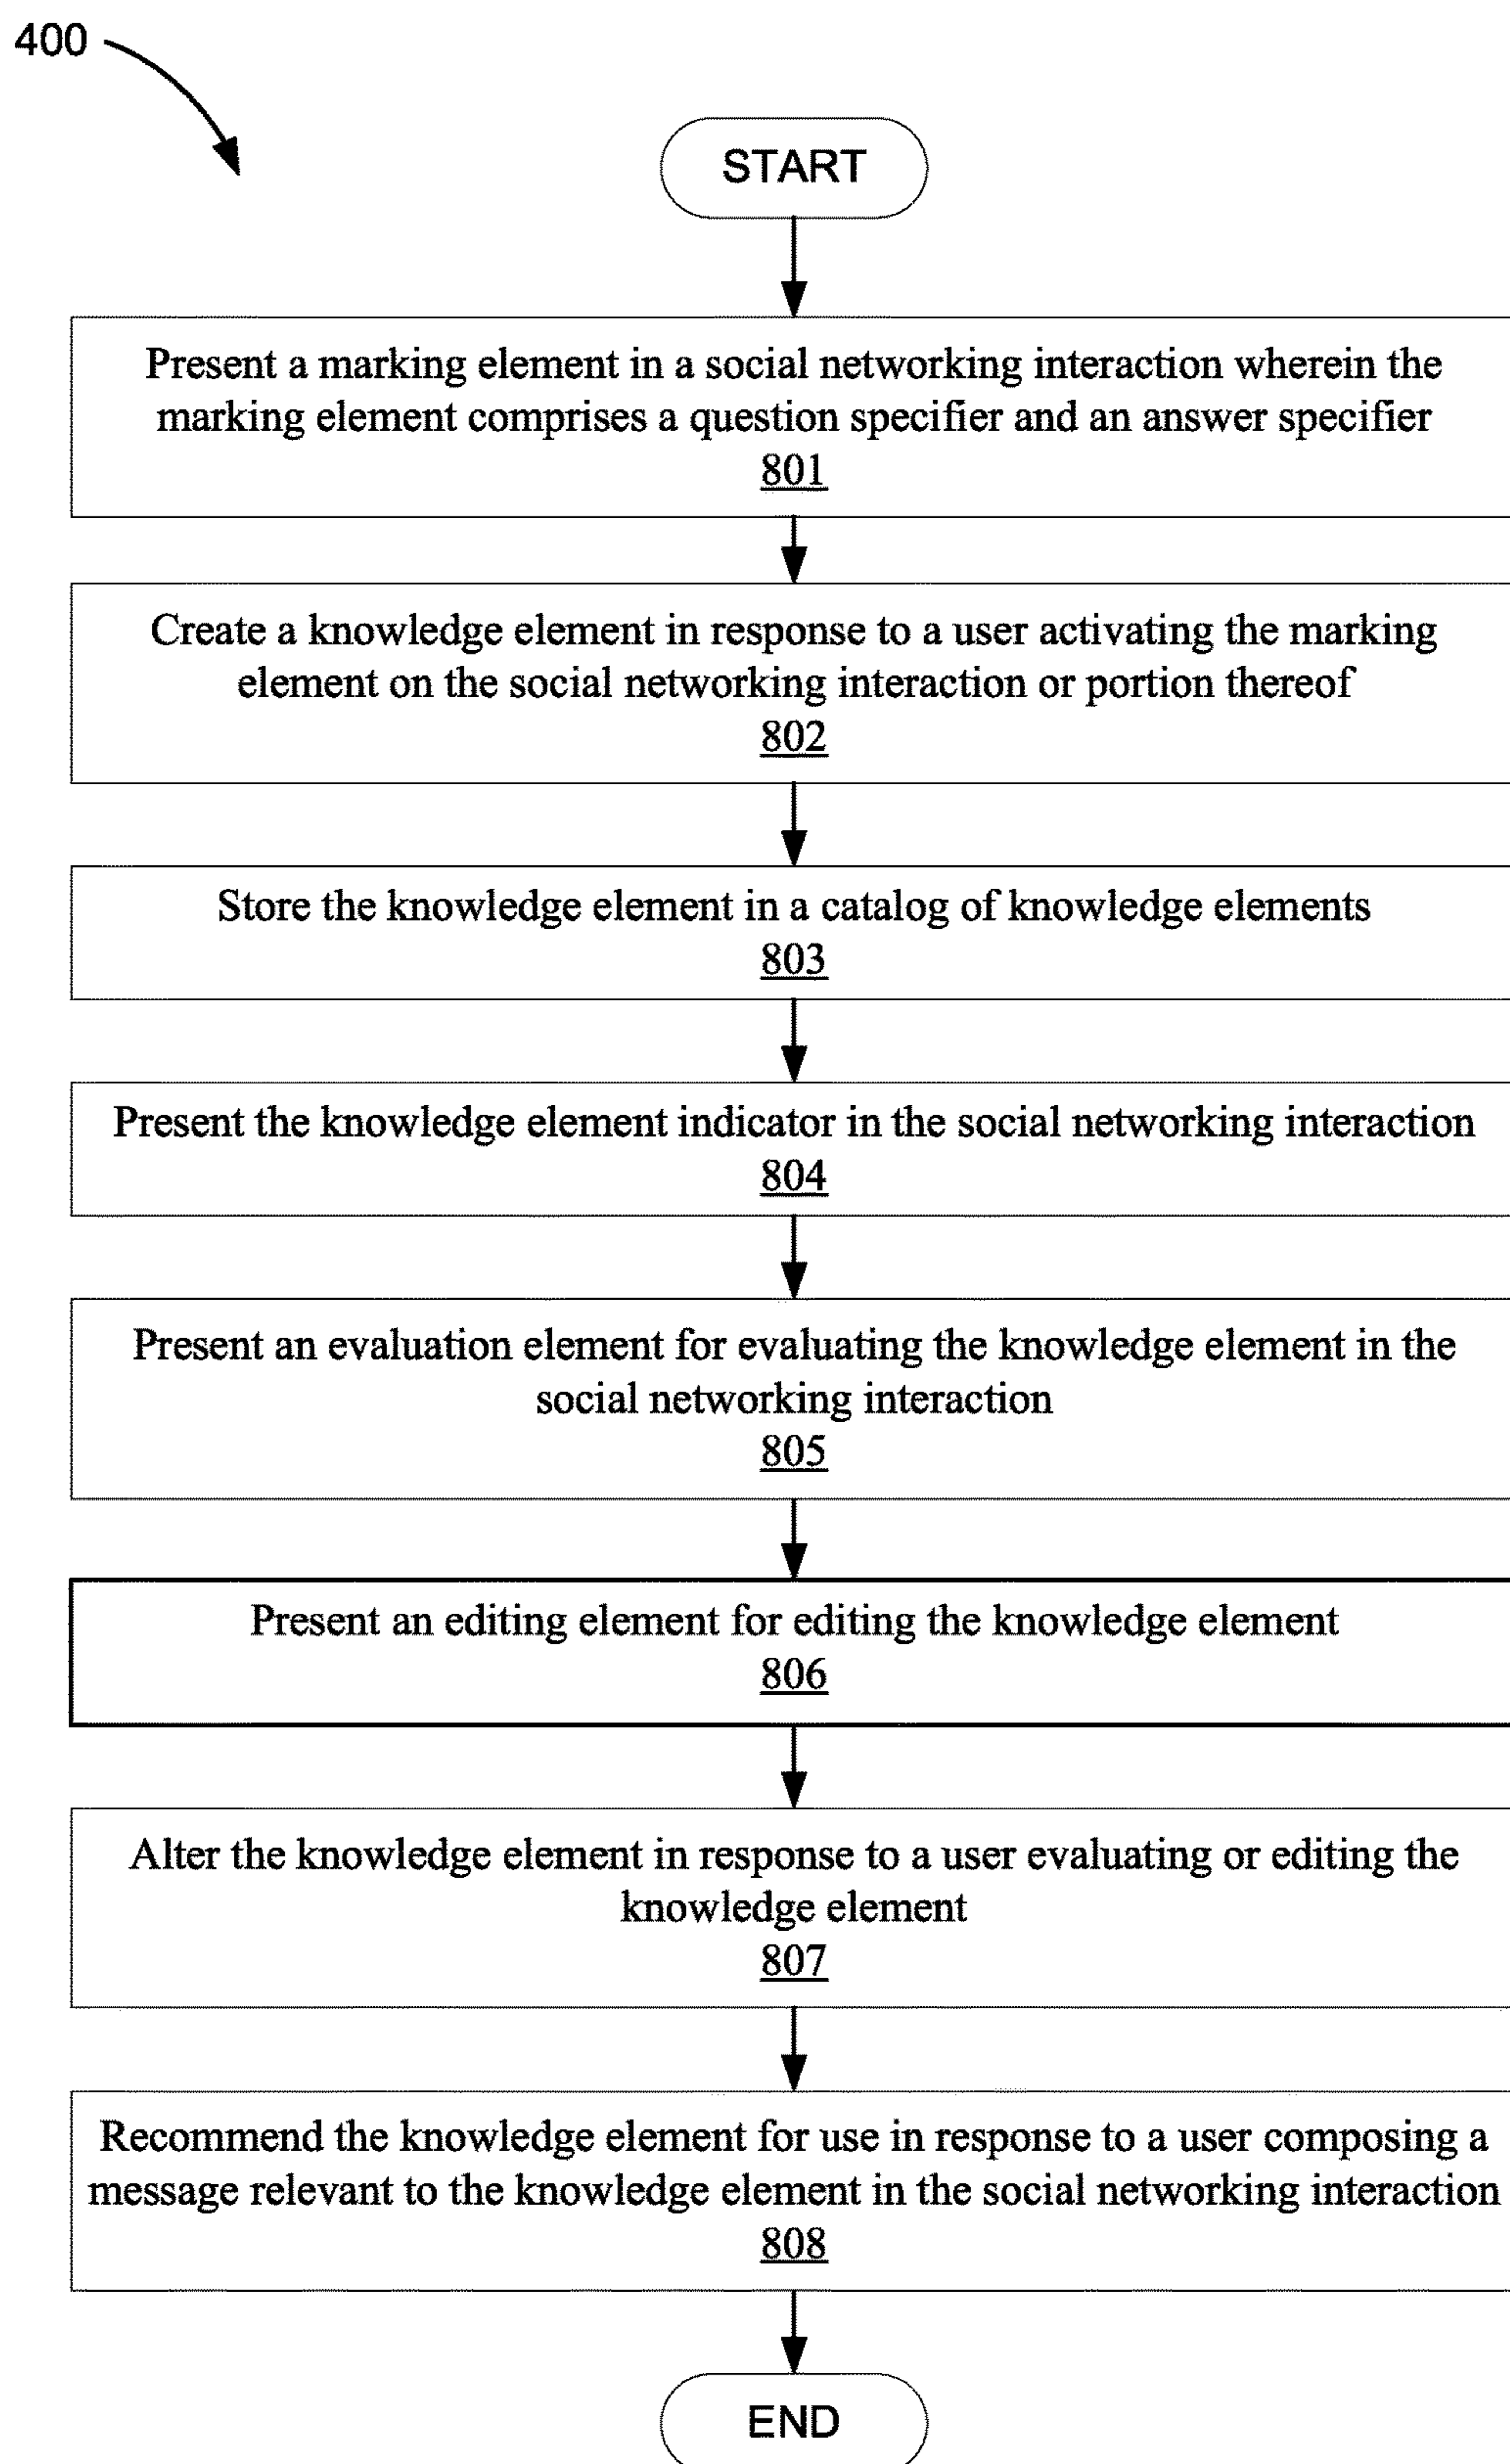 400
START
Present a marking element in a social networking interaction wherein the
marking element comprises a question specifier and an answer specifier
801
Create a knowledge element in response to a user activating the marking
element on the social networking interaction or portion thereof
802
Store the knowledge element in a catalog of knowledge elements
803
Present the knowledge element indicator in the social networking interaction
804
Present an evaluation element for evaluating the knowledge element in the
social networking interaction
805
Present an editing element for editing the knowledge element
806
Alter the knowledge element in response to a user evaluating or editing the
knowledge element
807
Recommend the knowledge element for use in response to a user composing a
message relevant to the knowledge element in the social networking interaction
808
END